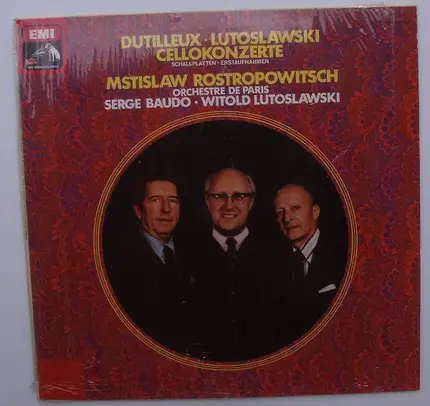 EMI
DUTILLEUX · LUTOSLAWSKI
CELLOKONZERTE
SCHALLPLATTEN-ERSTAUFNAHMEN
MSTISLAW ROSTROPOWITSCH
ORCHESTRE DE PARIS
SERGE BAUDO · WITOLD LUTOSLAWSKI